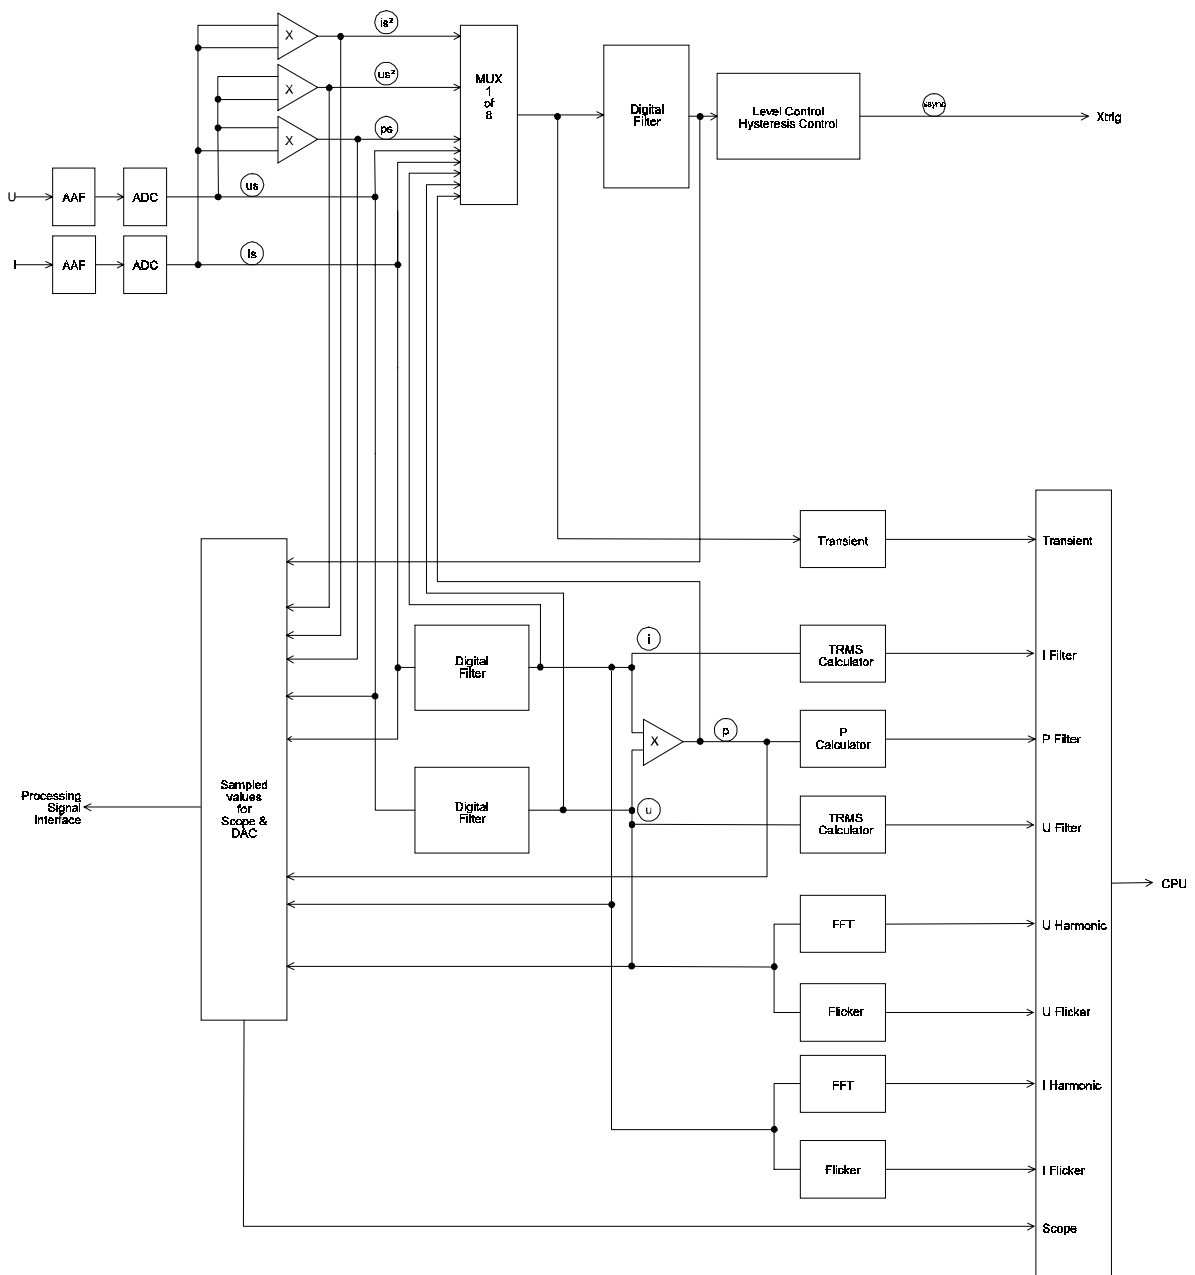 is²
X
MUX
1
of
8
us²
X
Digital
Filter
Level Control
Hysteresis Control
ssync
Xtrig
ps
X
U
AAF
ADC
us
I
AAF
ADC
is
Transient
Transient
Digital
Filter
i
TRMS
Calculator
I Filter
X
p
P
Calculator
P Filter
Processing
Signal
Interface
Sampled
values
for
Scope &
DAC
Digital
Filter
u
TRMS
Calculator
U Filter
CPU
FFT
U Harmonic
Flicker
U Flicker
FFT
I Harmonic
Flicker
I Flicker
Scope